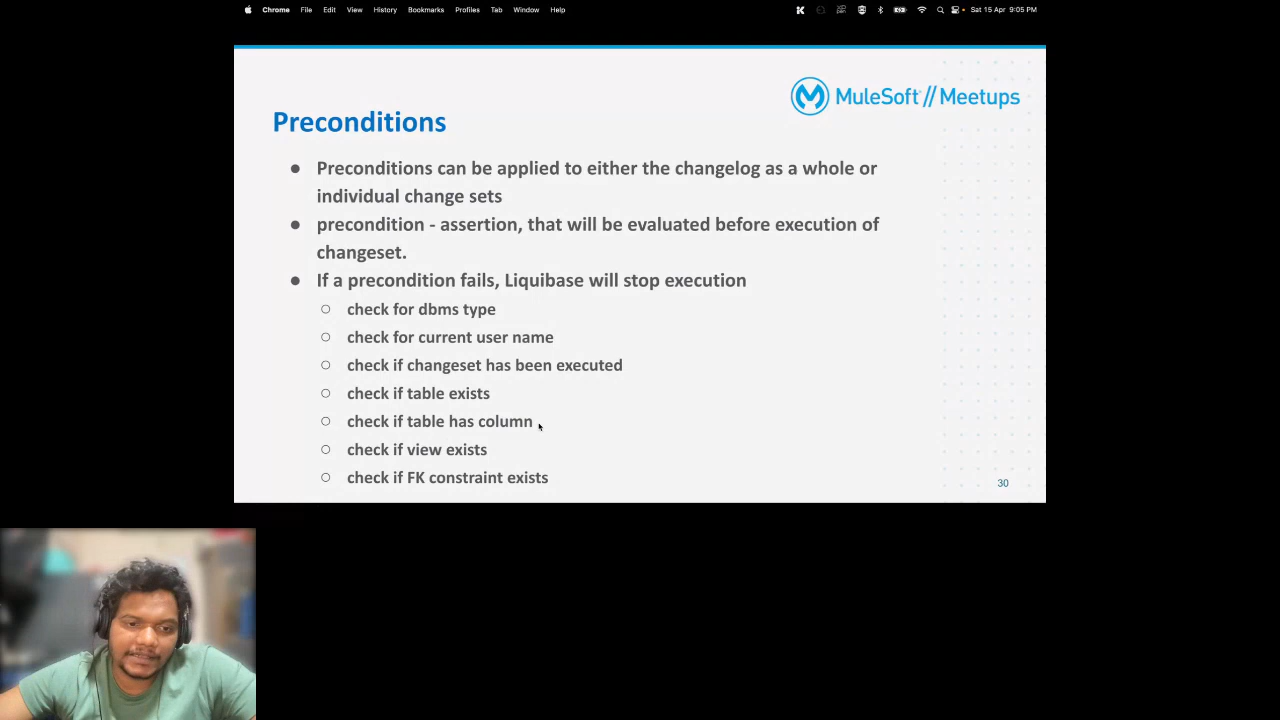 Chrome File Edit View History Bookmarks Profiles Tab Window Help Sat 15 Apr 9:05 PM
MuleSoft // Meetups
Preconditions
● Preconditions can be applied to either the changelog as a whole or
individual change sets
● precondition - assertion, that will be evaluated before execution of
changeset.
● If a precondition fails, Liquibase will stop execution
○ check for dbms type
○ check for current user name
○ check if changeset has been executed
○ check if table exists
○ check if table has column
○ check if view exists
○ check if FK constraint exists
30